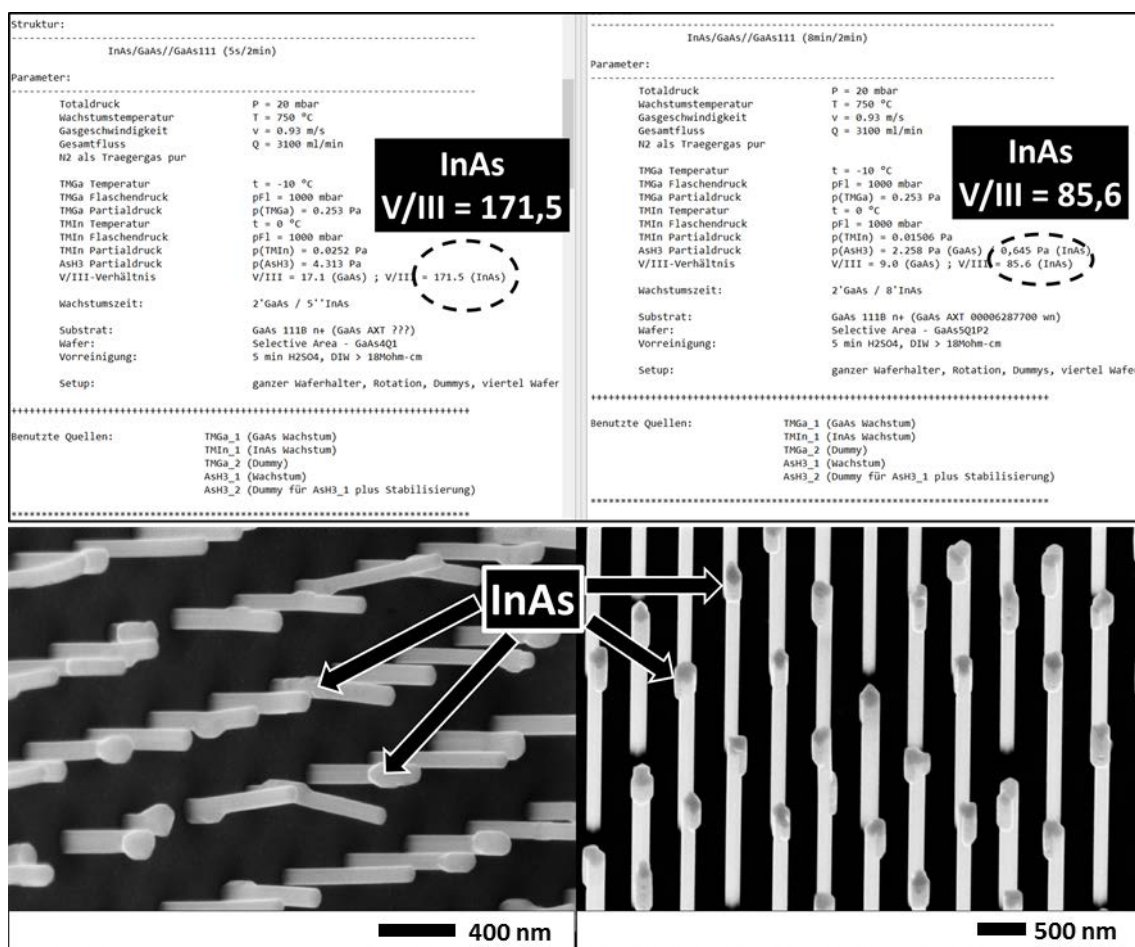 Struktur:
--------------------------------------------------------------------------------
InAs/GaAs//GaAs111 (5s/2min)
Parameter:
--------------------------------------------------------------------------------
Totaldruck P = 20 mbar
Wachstumstemperatur T = 750 °C
Gasgeschwindigkeit v = 0.93 m/s
Gesamtfluss Q = 3100 ml/min
N2 als Traegergas pur
TMGa Temperatur t = -10 °C
TMGa Flaschendruck pFl = 1000 mbar
TMGa Partialdruck p(TMGa) = 0.253 Pa
TMIn Temperatur t = 0 °C
TMIn Flaschendruck pFl = 1000 mbar
TMIn Partialdruck p(TMIn) = 0.0252 Pa
AsH3 Partialdruck p(AsH3) = 4.313 Pa
V/III-Verhältnis V/III = 17.1 (GaAs) ; V/III = 171.5 (InAs)
Wachstumszeit: 2'GaAs / 5''InAs
Substrat: GaAs 111B n+ (GaAs AXT ???)
Wafer: Selective Area - GaAs4Q1
Vorreinigung: 5 min H2SO4, DIW > 18Mohm-cm
Setup: ganzer Waferhalter, Rotation, Dummys, viertel Wafer
++++++++++++++++++++++++++++++++++++++++++++++++++++++++++++++++++++++++++++++++
Benutzte Quellen: TMGa_1 (GaAs Wachstum)
TMIn_1 (InAs Wachstum)
TMGa_2 (Dummy)
AsH3_1 (Wachstum)
AsH3_2 (Dummy für AsH3_1 plus Stabilisierung)
********************************************************************************
InAs
V/III = 171,5
--------------------------------------------------------------------------------
InAs/GaAs//GaAs111 (8min/2min)
Parameter:
--------------------------------------------------------------------------------
Totaldruck P = 20 mbar
Wachstumstemperatur T = 750 °C
Gasgeschwindigkeit v = 0.93 m/s
Gesamtfluss Q = 3100 ml/min
N2 als Traegergas pur
TMGa Temperatur t = -10 °C
TMGa Flaschendruck pFl = 1000 mbar
TMGa Partialdruck p(TMGa) = 0.253 Pa
TMIn Temperatur t = 0 °C
TMIn Flaschendruck pFl = 1000 mbar
TMIn Partialdruck p(TMIn) = 0.01506 Pa
AsH3 Partialdruck p(AsH3) = 2.258 Pa (GaAs) 0,645 Pa (InAs)
V/III-Verhältnis V/III = 9.0 (GaAs) ; V/III = 85.6 (InAs)
Wachstumszeit: 2'GaAs / 8'InAs
Substrat: GaAs 111B n+ (GaAs AXT 00006287700 wn)
Wafer: Selective Area - GaAs5Q1P2
Vorreinigung: 5 min H2SO4, DIW > 18Mohm-cm
Setup: ganzer Waferhalter, Rotation, Dummys, viertel Wafe
++++++++++++++++++++++++++++++++++++++++++++++++++++++++++++++++++++++++++++++++
Benutzte Quellen: TMGa_1 (GaAs Wachstum)
TMIn_1 (InAs Wachstum)
TMGa_2 (Dummy)
AsH3_1 (Wachstum)
AsH3_2 (Dummy für AsH3_1 plus Stabilisierung)
********************************************************************************
InAs
V/III = 85,6
InAs
400 nm
500 nm